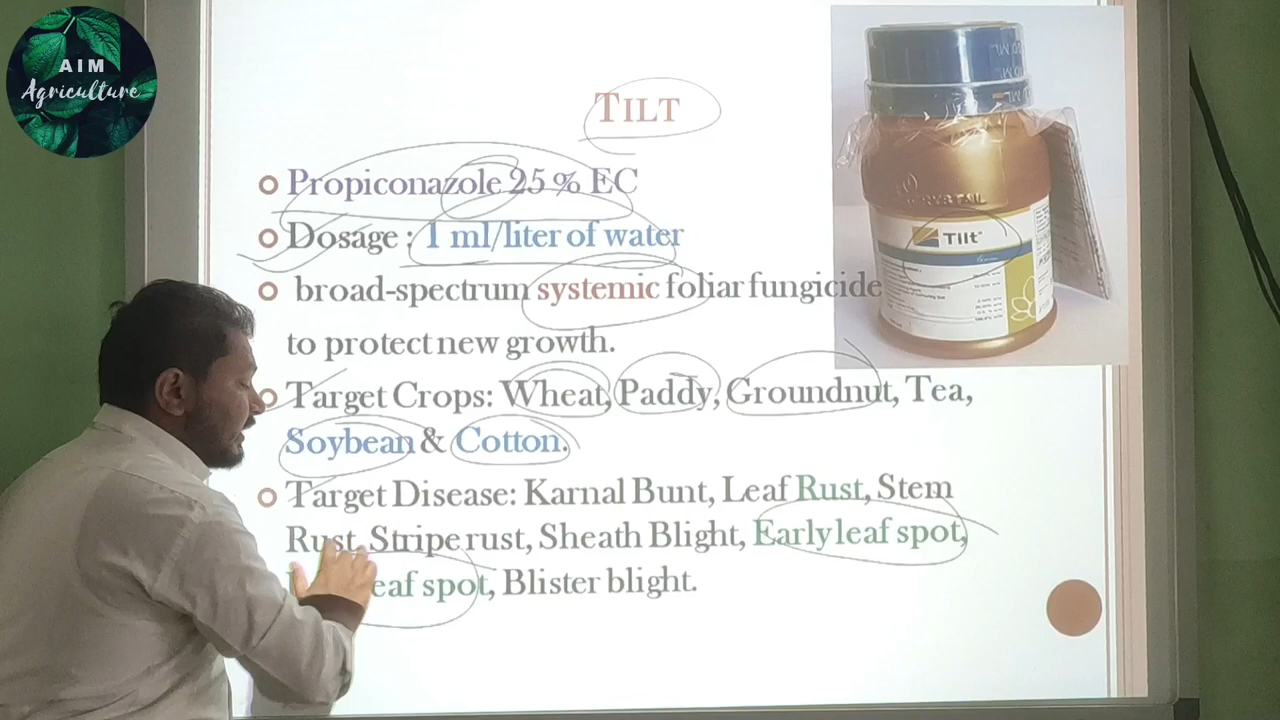 AIM
Agriculture
TILT
Propiconazole 25 % EC
Dosage : 1 ml/liter of water
broad-spectrum systemic foliar fungicide
to protect new growth.
Target Crops: Wheat, Paddy, Groundnut, Tea,
Soybean & Cotton.
Target Disease: Karnal Bunt, Leaf Rust, Stem
Rust, Stripe rust, Sheath Blight, Early leaf spot,
leaf spot, Blister blight.
Tilt